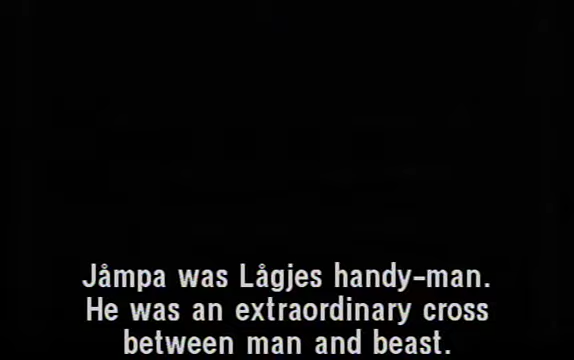 Jåmpa was Lågjes handy-man.
He was an extraordinary cross
between man and beast.